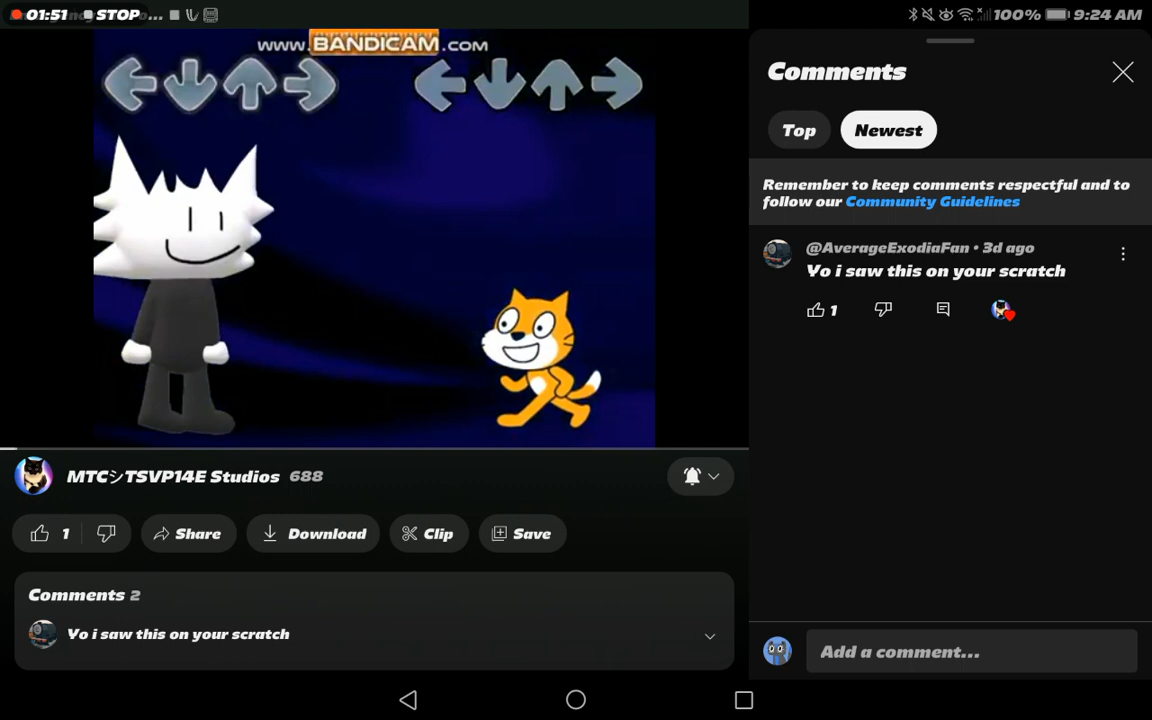 01:51 STOP ...
100% 9:24 AM
www.BANDICAM.com
Comments
Top Newest
Remember to keep comments respectful and to
follow our Community Guidelines
@AverageExodiaFan • 3d ago
Yo i saw this on your scratch
1
MTCシTSVP14E Studios 688
1 Share Download Clip Save
Comments 2
Yo i saw this on your scratch
Add a comment...